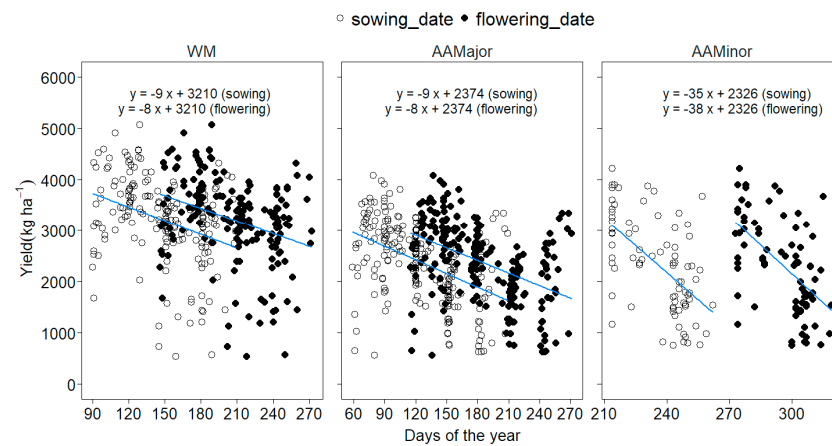 sowing_date flowering_date
WM AAMajor AAMinor
y = -9 x + 3210 (sowing)
y = -8 x + 3210 (flowering)
y = -9 x + 2374 (sowing)
y = -8 x + 2374 (flowering)
y = -35 x + 2326 (sowing)
y = -38 x + 2326 (flowering)
6000
5000
4000
3000
2000
1000
0
Yield(kg ha⁻¹)
90 120 150 180 210 240 270
60 90 120 150 180 210 240 270
210 240 270 300
Days of the year